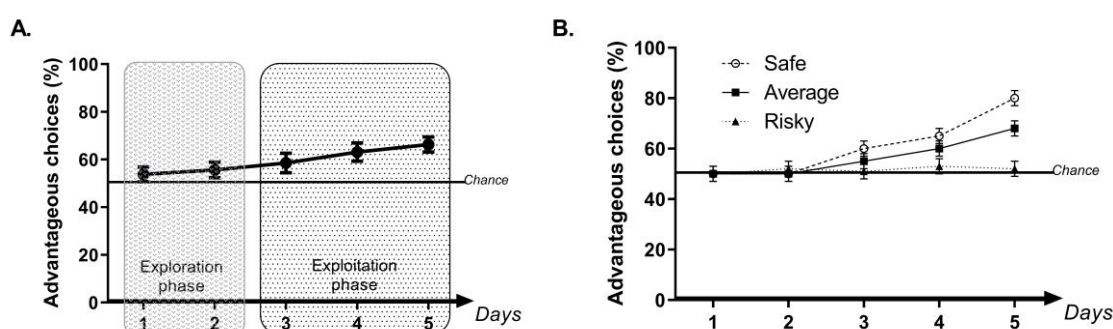 A.
Advantageous choices (%)
100
80
60
40
20
0
Chance
Exploration
phase
Exploitation
phase
1 2 3 4 5
Days
B.
Advantageous choices (%)
100
80
60
40
20
0
Safe
Average
Risky
Chance
1 2 3 4 5
Days